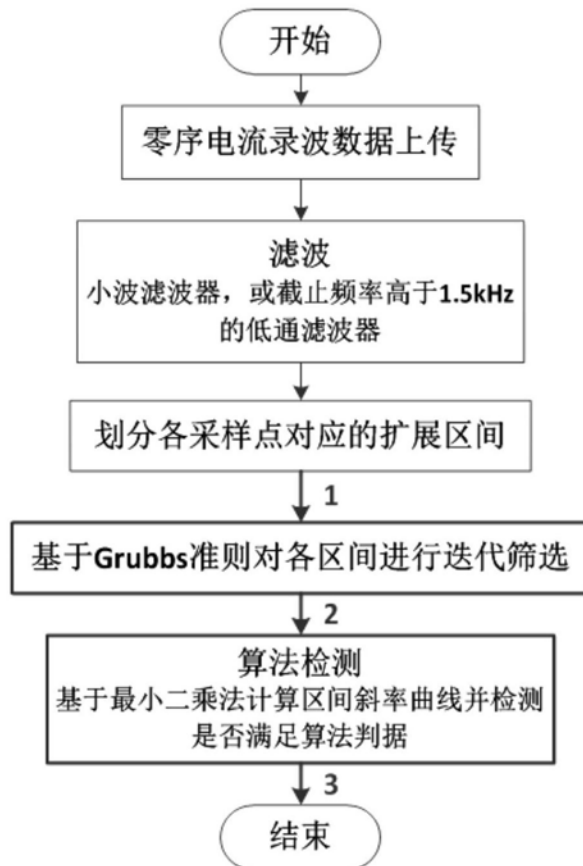 开始
零序电流录波数据上传
滤波
小波滤波器，或截止频率高于1.5kHz
的低通滤波器
划分各采样点对应的扩展区间
1
基于Grubbs准则对各区间进行迭代筛选
2
算法检测
基于最小二乘法计算区间斜率曲线并检测
是否满足算法判据
3
结束